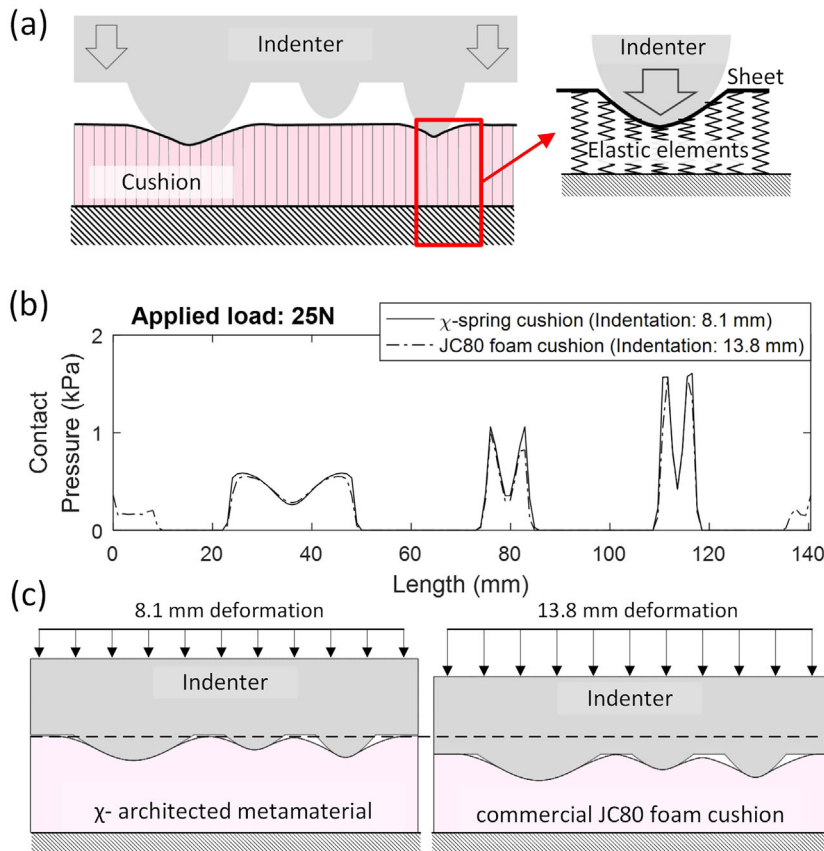 (a)
Indenter
Cushion
Indenter
Sheet
Elastic elements
(b)
Applied load: 25N
χ-spring cushion (Indentation: 8.1 mm)
JC80 foam cushion (Indentation: 13.8 mm)
Contact
Pressure (kPa)
2
1
0
0 20 40 60 80 100 120 140
Length (mm)
(c)
8.1 mm deformation
13.8 mm deformation
Indenter
Indenter
χ- architected metamaterial
commercial JC80 foam cushion